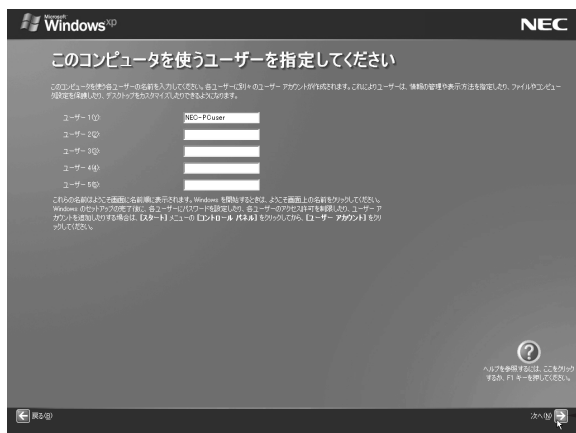 Microsoft
Windows xp
NEC
このコンピュータを使うユーザーを指定してください
このコンピュータを使う各ユーザーの名前を入力してください。各ユーザーに別々のユーザー アカウントが作成されます。これによりユーザーは、情報の管理や表示方法を指定したり、ファイルやコンピュー
タ設定を保護したり、デスクトップをカスタマイズしたりできるようになります。
ユーザー 1(Y):
NEC-PCuser
ユーザー 2(2):
ユーザー 3(3):
ユーザー 4(4):
ユーザー 5(5):
これらの名前はようこそ画面に名前順に表示されます。Windows を開始するときは、ようこそ画面上の名前をクリックしてください。
Windows のセットアップの完了後に、各ユーザーにパスワードを設定したり、各ユーザーのアクセス許可を制限したり、ユーザー ア
カウントを追加したりする場合は、[スタート] メニューの [コントロール パネル] をクリックしてから、[ユーザー アカウント] をクリ
ックしてください。
ヘルプを参照するには、ここをクリック
するか、F1 キーを押してください。
戻る(B)
次へ(N)